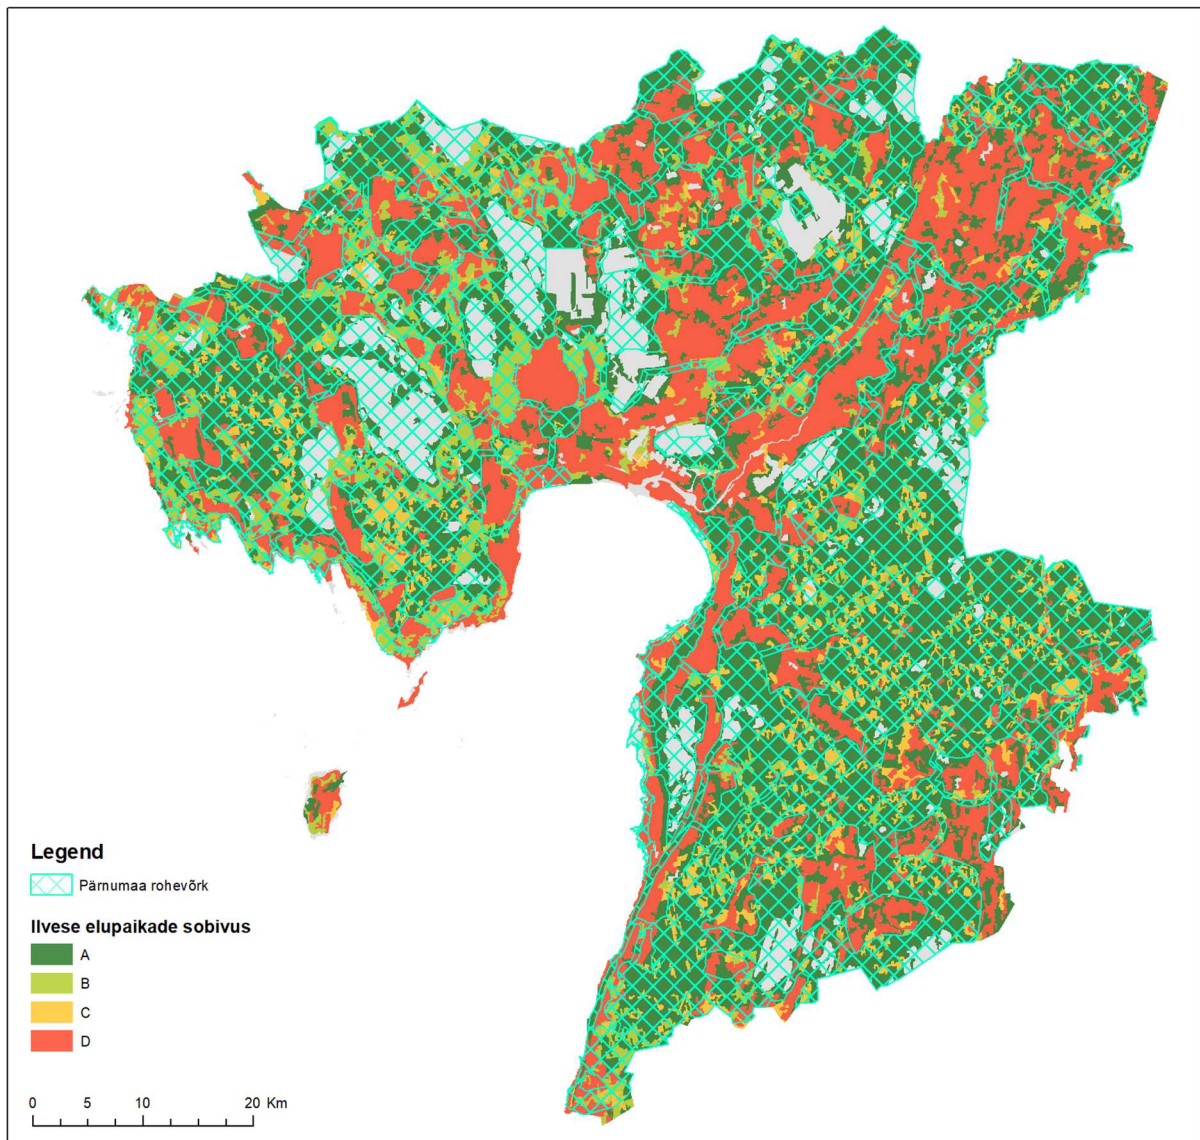 Legend
Pärnumaa rohevõrk
Ilvese elupaikade sobivus
A
B
C
D
0 5 10 20 Km